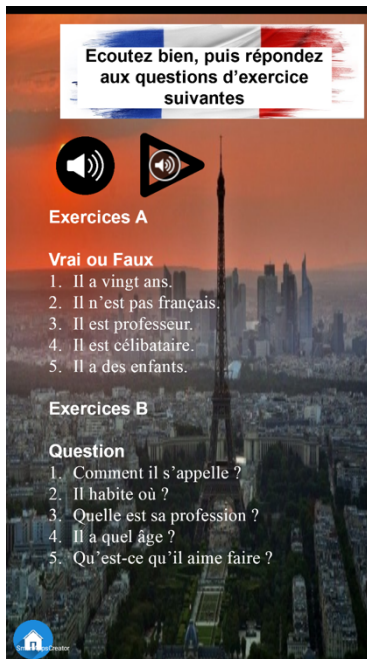 Ecoutez bien, puis répondez
aux questions d'exercice
suivantes
Exercices A
Vrai ou Faux
1. Il a vingt ans.
2. Il n'est pas français.
3. Il est professeur.
4. Il est célibataire.
5. Il a des enfants.
Exercices B
Question
1. Comment il s'appelle ?
2. Il habite où ?
3. Quelle est sa profession ?
4. Il a quel âge ?
5. Qu'est-ce qu'il aime faire ?